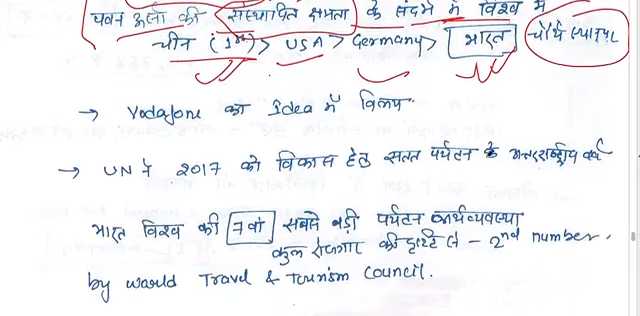 पवन ऊर्जा की संस्थापित क्षमता के संदर्भ में विश्व में
चीन (1st) > USA > Germany > भारत चौथे स्थान पर
→ Vodafone का Idea में विलय
→ UN ने 2017 को विकास हेतु सतत पर्यटन के अन्तर्राष्ट्रीय वर्ष
भारत विश्व की 7वां सबसे बड़ी पर्यटन अर्थव्यवस्था
कुल रोजगार की दृष्टि से - 2nd number.
by world Travel & Tourism Council.